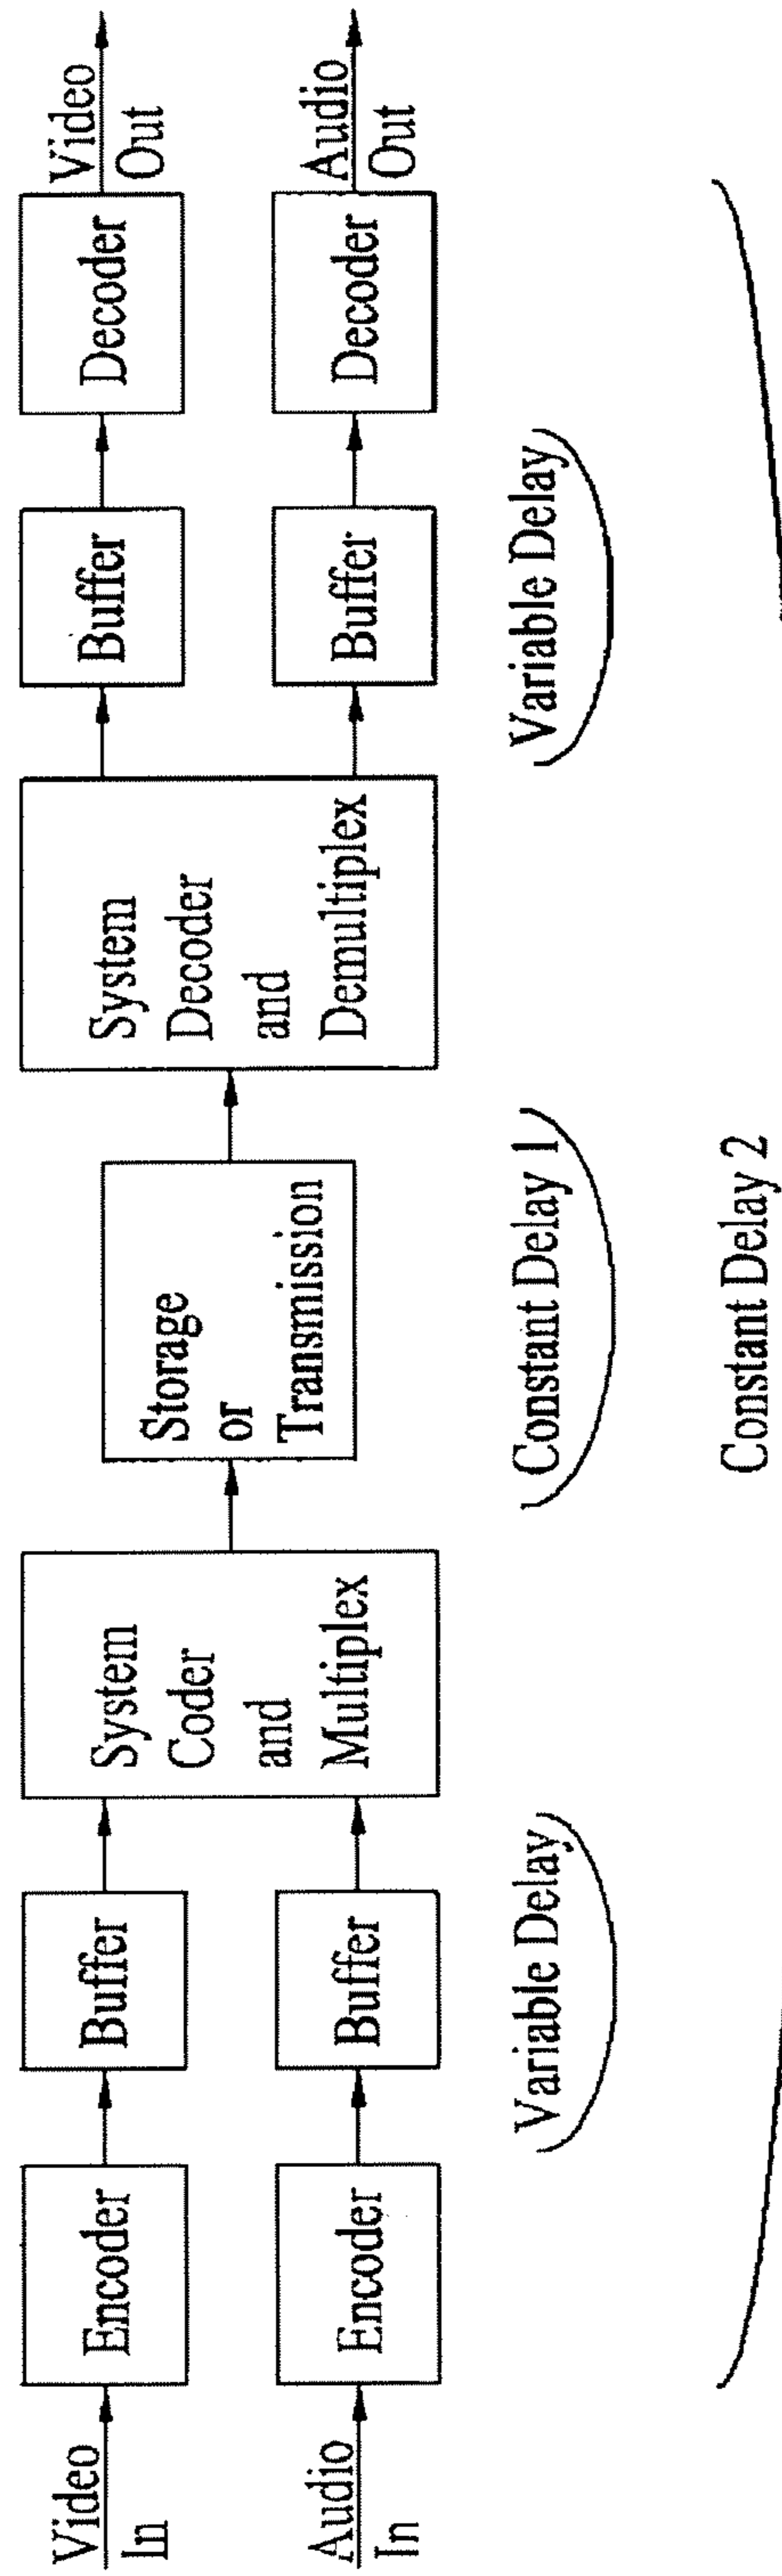 Video
In
Encoder
Buffer
System
Coder
and
Multiplex
Storage
or
Transmission
System
Decoder
and
Demultiplex
Buffer
Decoder
Video
Out
Audio
In
Encoder
Buffer
Buffer
Decoder
Audio
Out
Variable Delay
Constant Delay 1
Variable Delay
Constant Delay 2